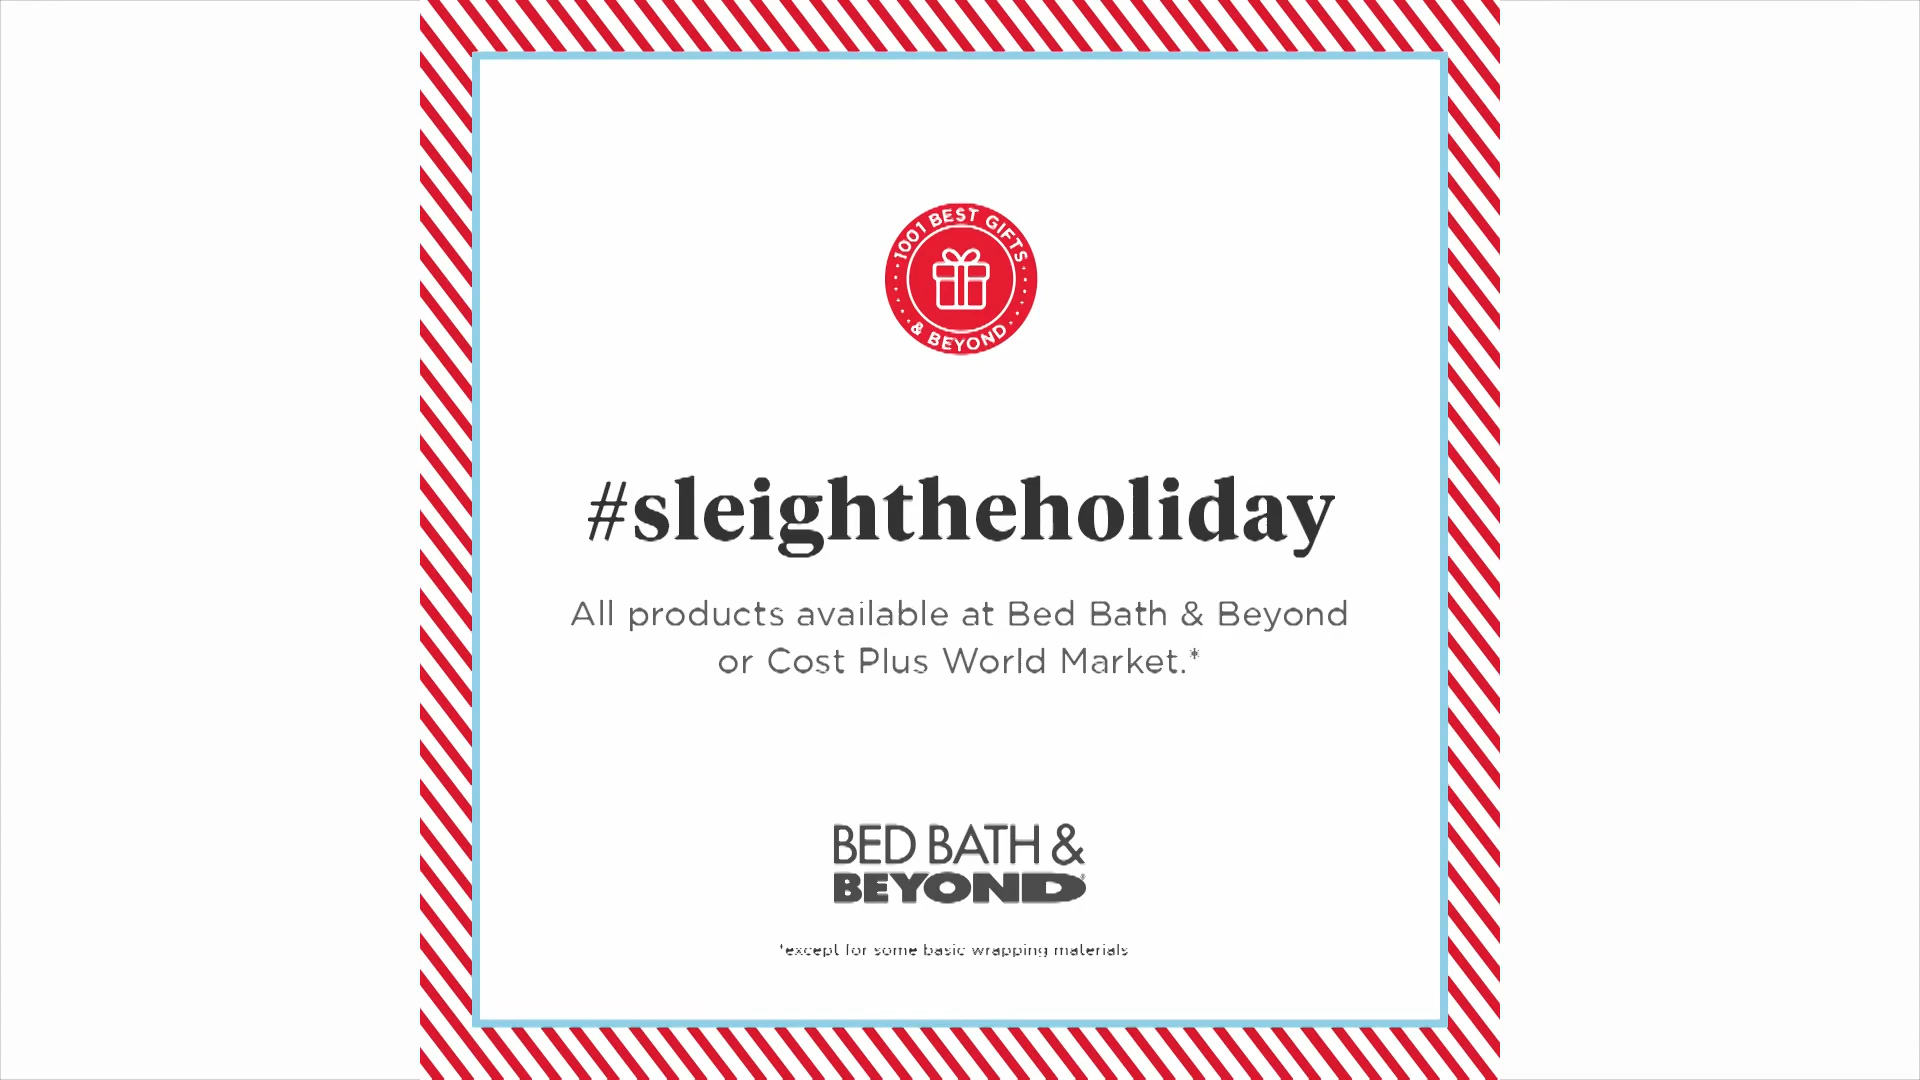 1001 BEST GIFTS
& BEYOND
#sleightheholiday
All products available at Bed Bath & Beyond
or Cost Plus World Market.*
BED BATH &
BEYOND®
*except for some basic wrapping materials